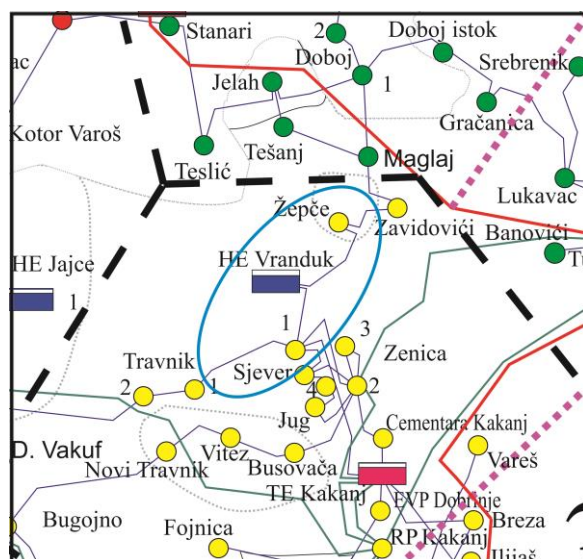 Stanari
2
Doboj istok
Doboj
Srebrenik
ac
Jelah
1
Gračanica
Kotor Varoš
Tešanj
Teslić
Maglaj
Lukavac
Žepče
Zavidovići
Banovići
HE Jajce
HE Vranduk
1
1
3
Zenica
Travnik
Sjever
2
1
4
2
Jug
Cementara Kakanj
D. Vakuf
Vitez
Novi Travnik
Busovača
TE Kakanj
Vareš
EVP Dobrinje
Bugojno
Breza
Fojnica
RP Kakanj
Ilijaš